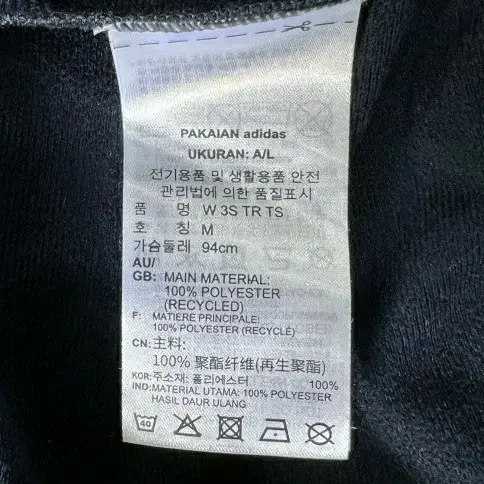 PAKAIAN adidas
UKURAN: A/L
전기용품 및 생활용품 안전
관리법에 의한 품질표시
품 명 W 3S TR TS
호 칭 M
가슴둘레 94cm
AU/
GB: MAIN MATERIAL:
100% POLYESTER
(RECYCLED)
F: MATIERE PRINCIPALE:
100% POLYESTER (RECYCLÉ)
CN: 主料:
100% 聚酯纤维(再生聚酯)
KOR: 주소재: 폴리에스터 100%
IND: MATERIAL UTAMA: 100% POLYESTER
HASIL DAUR ULANG
40